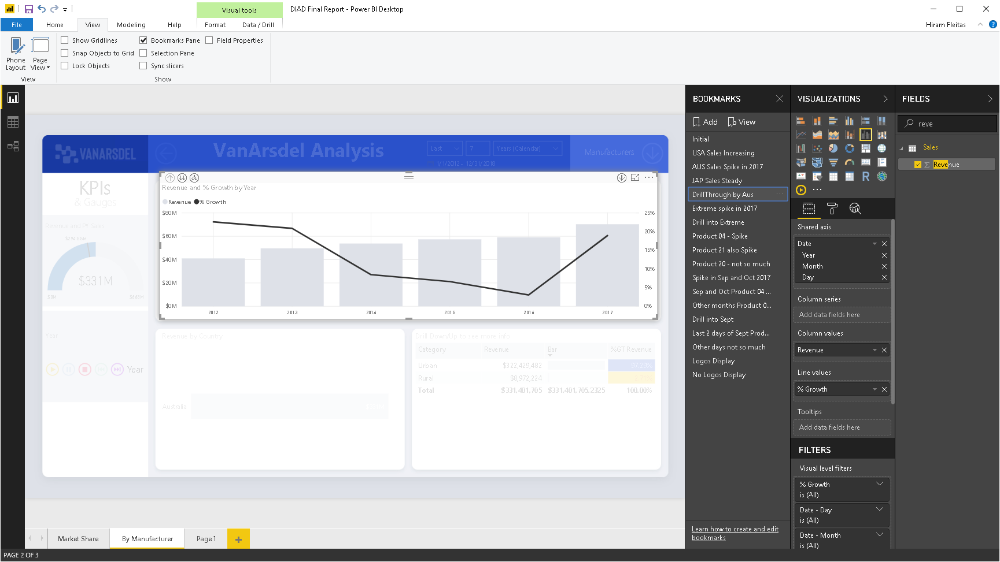 Visual tools
DIAD Final Report - Power BI Desktop
File Home View Modeling Help Format Data / Drill
Hiram Fleitas
Show Gridlines Bookmarks Pane Field Properties
Snap Objects to Grid Selection Pane
Lock Objects Sync slicers
Phone Layout
Page View
View
Show
VANARSDEL
VanArsdel Analysis
Last 7 Years (Calendar)
1/1/2012 - 12/31/2018
Manufacturers
KPIs
& Gauges
Revenue and PY Sales
$294.55M
$331M
$0M $663M
Year
Year
Revenue and % Growth by Year
Revenue % Growth
$80M
$60M
$40M
$20M
$0M
25%
20%
15%
10%
5%
0%
2012 2013 2014 2015 2016 2017
Revenue by Country
Australia
Drill Down/Up to see more info
Category Revenue Bar %GT Revenue
Urban $322,429,482 97.29%
Rural $8,972,224 2.71%
Total $331,401,705 $331,401,705.2325 100.00%
BOOKMARKS
Add View
Initial
USA Sales Increasing
AUS Sales Spike in 2017
JAP Sales Steady
DrillThrough by Aus
Extreme spike in 2017
Drill into Extreme
Product 04 - Spike
Product 21 also Spike
Product 20 - not so much
Spike in Sep and Oct 2017
Sep and Oct Product 04 ...
Other months Product 0...
Drill into Sept
Last 2 days of Sept Prod...
Other days not so much
Logos Display
No Logos Display
Learn how to create and edit
bookmarks
VISUALIZATIONS
R
Shared axis
Date
Year
Month
Day
Column series
Add data fields here
Column values
Revenue
Line values
% Growth
Tooltips
Add data fields here
FILTERS
Visual level filters
% Growth
is (All)
Date - Day
is (All)
Date - Month
is (All)
FIELDS
reve
Sales
Revenue
Market Share By Manufacturer Page 1
PAGE 2 OF 3